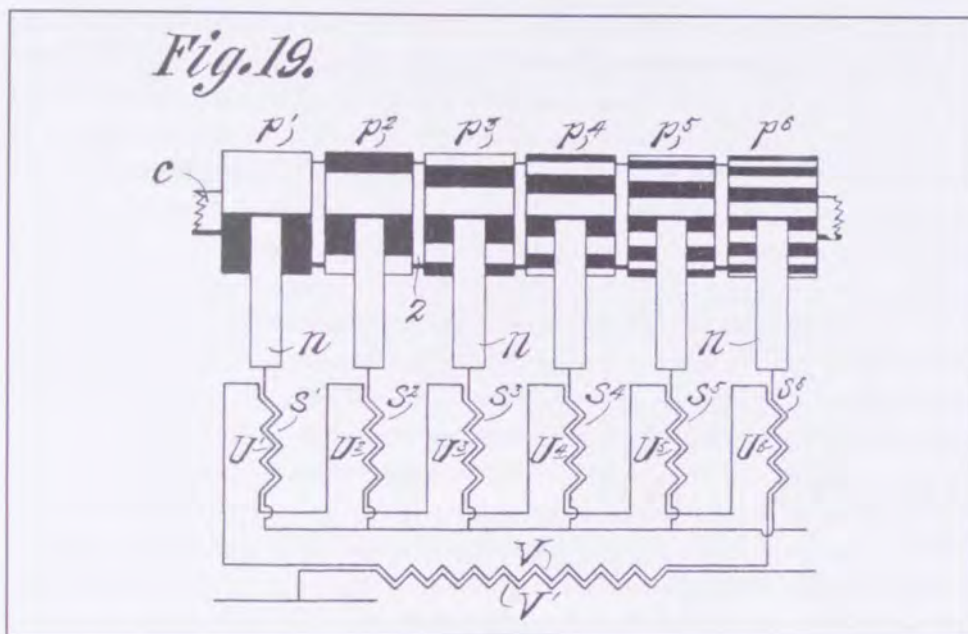 Fig. 19.
p¹, p², p³, p⁴, p⁵, p⁶
C
2
n n n
S¹ S² S³ S⁴ S⁵ S⁶
U¹ U² U³ U⁴ U⁵ U⁶
V
V'